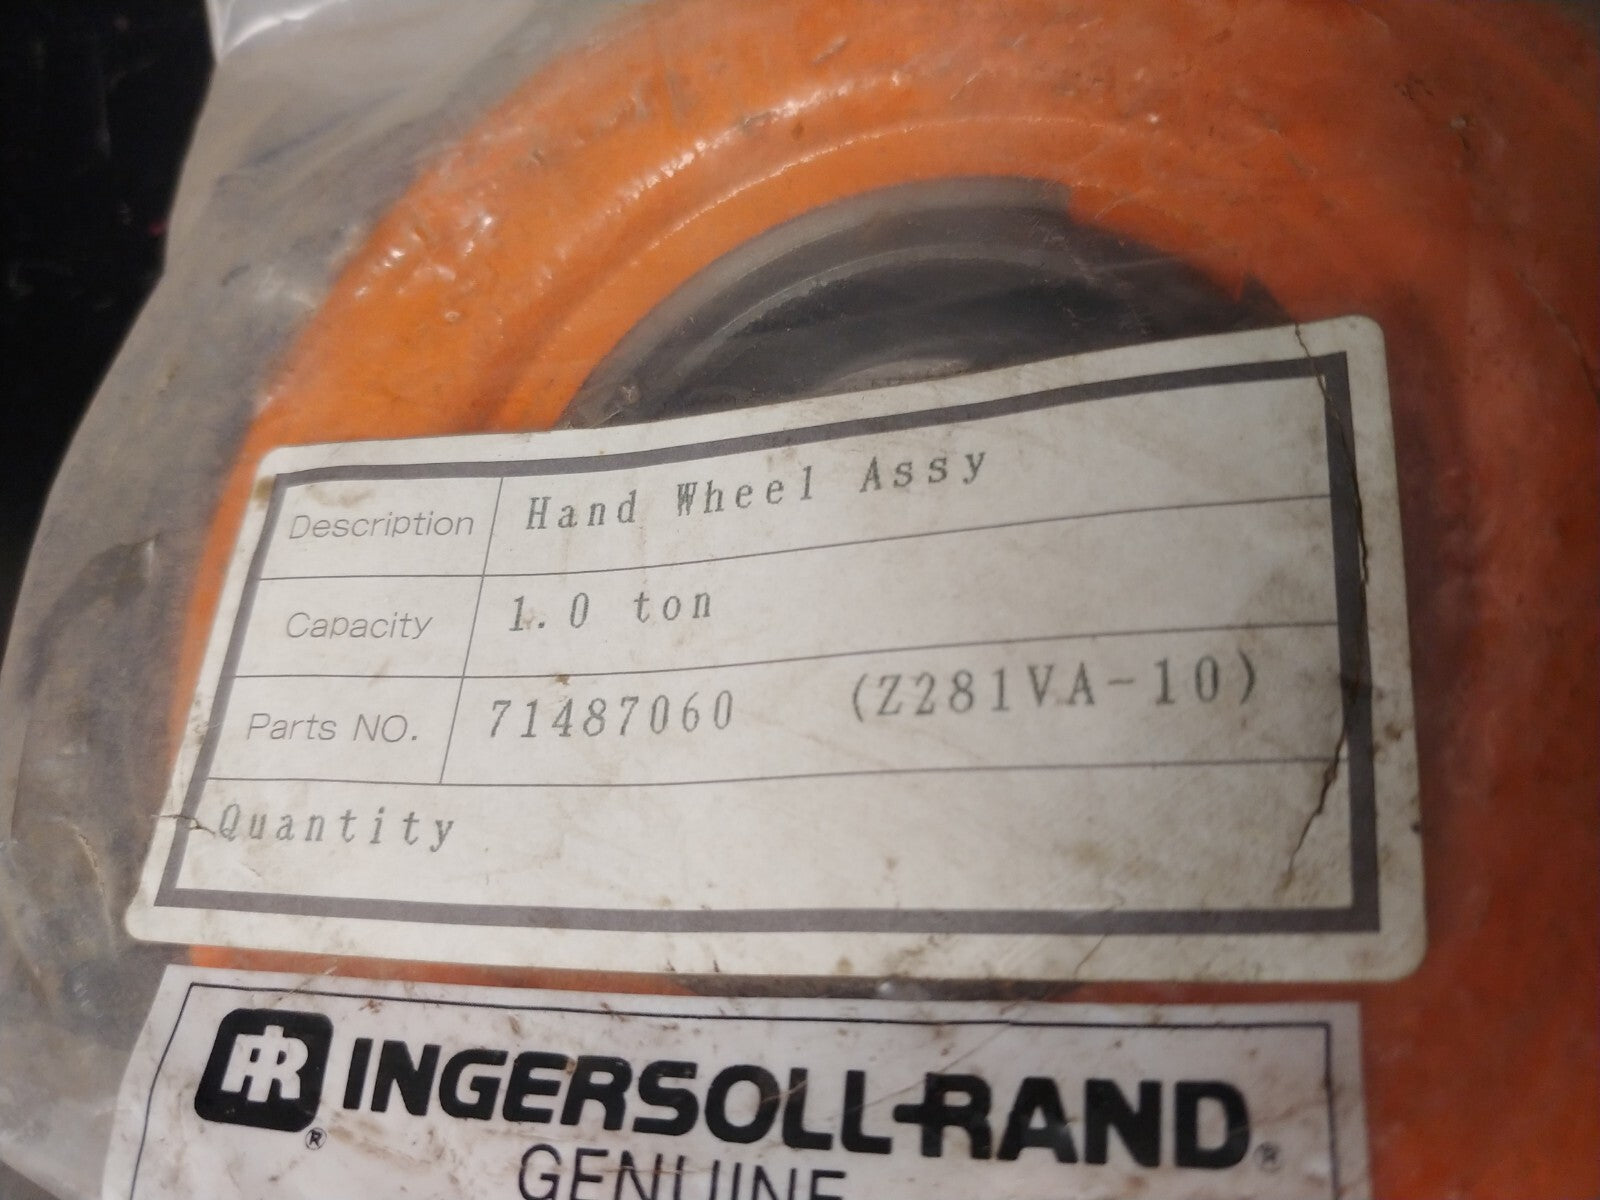 Description Hand Wheel Assy
Capacity 1.0 ton
Parts NO. 71487060 (Z281VA-10)
Quantity
IR® INGERSOLL-RAND®
GENUINE